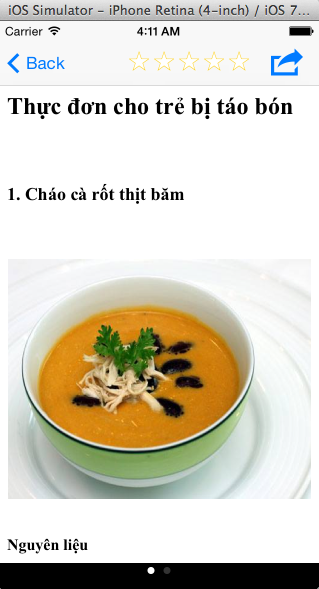 iOS Simulator - iPhone Retina (4-inch) / iOS 7...
Carrier 4:11 AM
Back
Thực đơn cho trẻ bị táo bón
1. Cháo cà rốt thịt băm
Nguyên liệu